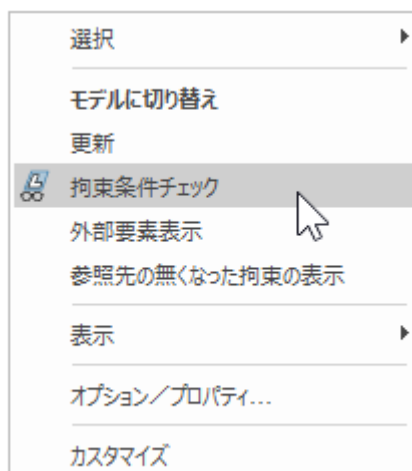 選択
モデルに切り替え
更新
拘束条件チェック
外部要素表示
参照先の無くなった拘束の表示
表示
オプション／プロパティ...
カスタマイズ